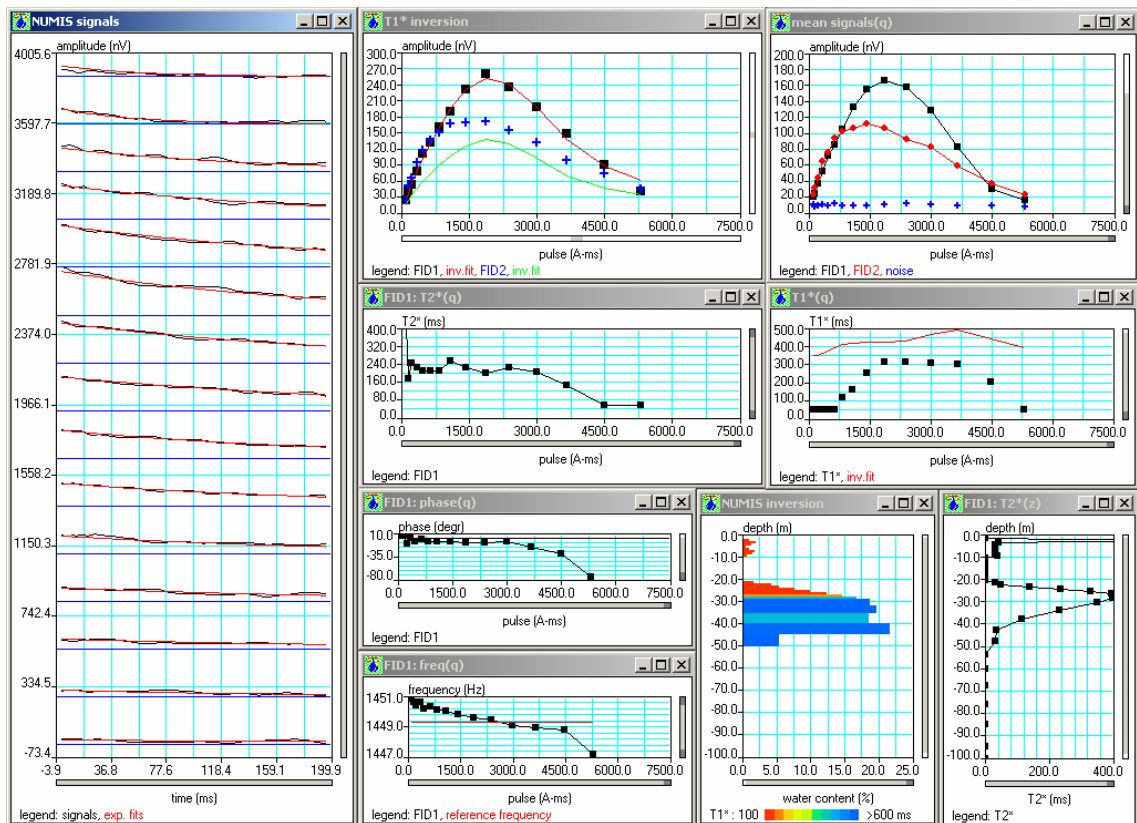 NUMIS signals
amplitude (nV)
4005.6
3597.7
3189.8
2781.9
2374.0
1966.1
1558.2
1150.3
742.4
334.5
-73.4
-3.9 36.8 77.6 118.4 159.1 199.9
time (ms)
legend: signals, exp. fits
T1* inversion
amplitude (nV)
300.0
270.0
240.0
210.0
180.0
150.0
120.0
90.0
60.0
30.0
0.0
0.0 1500.0 3000.0 4500.0 6000.0 7500.0
pulse (A-ms)
legend: FID1, inv.fit, FID2, inv.fit
mean signals(q)
amplitude (nV)
200.0
180.0
160.0
140.0
120.0
100.0
80.0
60.0
40.0
20.0
0.0
0.0 1500.0 3000.0 4500.0 6000.0 7500.0
pulse (A-ms)
legend: FID1, FID2, noise
FID1: T2*(q)
T2* (ms)
400.0
320.0
240.0
160.0
80.0
0.0
0.0 1500.0 3000.0 4500.0 6000.0 7500.0
pulse (A-ms)
legend: FID1
T1*(q)
T1* (ms)
500.0
400.0
300.0
200.0
100.0
0.0
0.0 1500.0 3000.0 4500.0 6000.0 7500.0
pulse (A-ms)
legend: T1*, inv.fit
FID1: phase(q)
phase (degr)
10.0
-35.0
-80.0
0.0 1500.0 3000.0 4500.0 6000.0 7500.0
pulse (A-ms)
legend: FID1
FID1: freq(q)
frequency (Hz)
1451.0
1449.0
1447.0
0.0 1500.0 3000.0 4500.0 6000.0 7500.0
pulse (A-ms)
legend: FID1, reference frequency
NUMIS inversion
depth (m)
0.0
-10.0
-20.0
-30.0
-40.0
-50.0
-60.0
-70.0
-80.0
-90.0
-100.0
0.0 5.0 10.0 15.0 20.0 25.0
water content (%)
T1* : 100 >600 ms
FID1: T2*(z)
depth (m)
0.0
-10.0
-20.0
-30.0
-40.0
-50.0
-60.0
-70.0
-80.0
-90.0
-100.0
0.0 200.0 400.0
T2* (ms)
legend: T2*